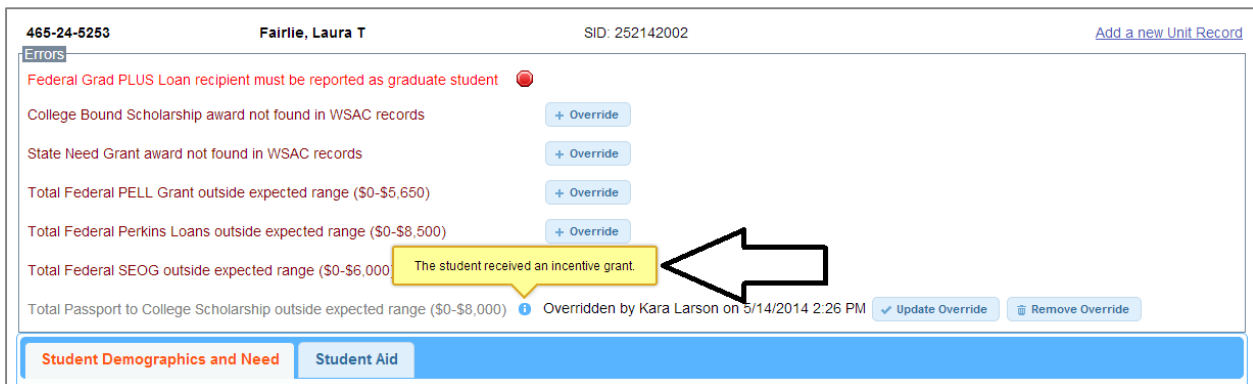 465-24-5253 Fairlie, Laura T SID: 252142002 Add a new Unit Record
Errors
Federal Grad PLUS Loan recipient must be reported as graduate student
College Bound Scholarship award not found in WSAC records + Override
State Need Grant award not found in WSAC records + Override
Total Federal PELL Grant outside expected range ($0-$5,650) + Override
Total Federal Perkins Loans outside expected range ($0-$8,500) + Override
The student received an incentive grant.
Total Federal SEOG outside expected range ($0-$6,000)
Total Passport to College Scholarship outside expected range ($0-$8,000) Overridden by Kara Larson on 5/14/2014 2:26 PM Update Override Remove Override
Student Demographics and Need Student Aid